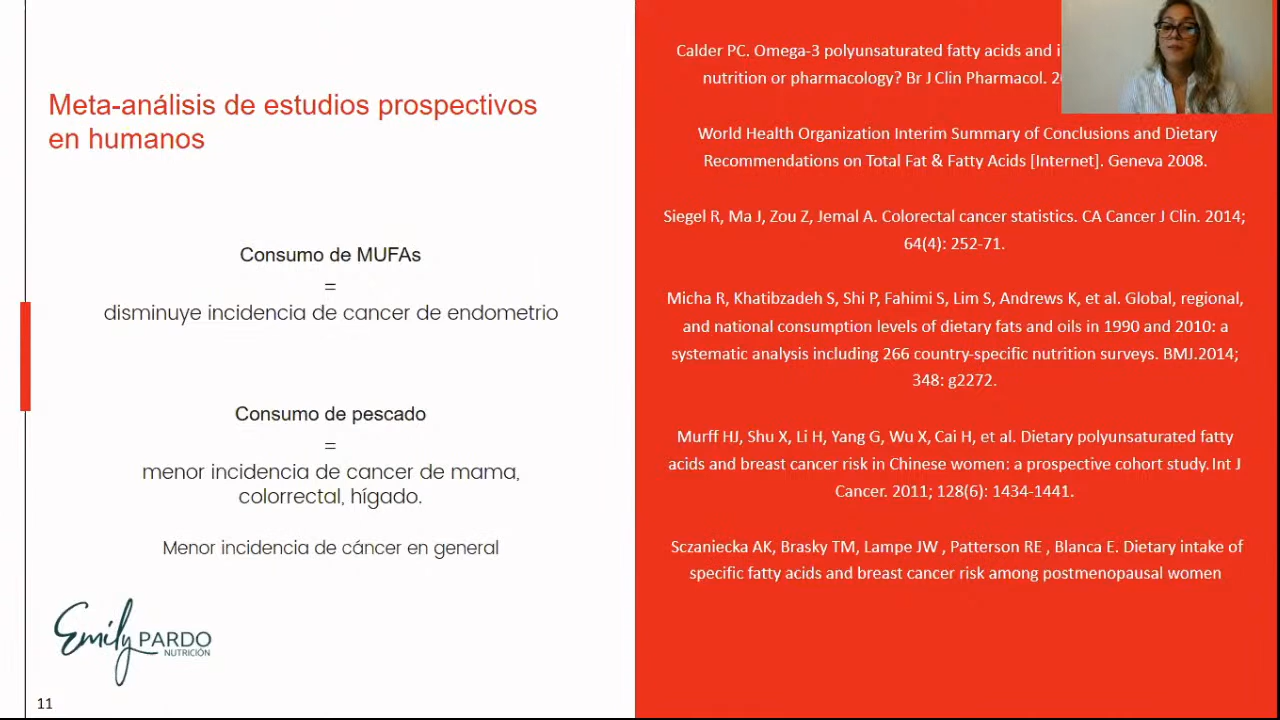 Meta-análisis de estudios prospectivos
en humanos
Consumo de MUFAs
=
disminuye incidencia de cancer de endometrio
Consumo de pescado
=
menor incidencia de cancer de mama,
colorrectal, hígado.
Menor incidencia de cáncer en general
Emily PARDO
NUTRICIÓN
11
Calder PC. Omega-3 polyunsaturated fatty acids and
nutrition or pharmacology? Br J Clin Pharmacol.
World Health Organization Interim Summary of Conclusions and Dietary
Recommendations on Total Fat & Fatty Acids [Internet]. Geneva 2008.
Siegel R, Ma J, Zou Z, Jemal A. Colorectal cancer statistics. CA Cancer J Clin. 2014;
64(4): 252-71.
Micha R, Khatibzadeh S, Shi P, Fahimi S, Lim S, Andrews K, et al. Global, regional,
and national consumption levels of dietary fats and oils in 1990 and 2010: a
systematic analysis including 266 country-specific nutrition surveys. BMJ.2014;
348: g2272.
Murff HJ, Shu X, Li H, Yang G, Wu X, Cai H, et al. Dietary polyunsaturated fatty
acids and breast cancer risk in Chinese women: a prospective cohort study. Int J
Cancer. 2011; 128(6): 1434-1441.
Sczaniecka AK, Brasky TM, Lampe JW , Patterson RE , Blanca E. Dietary intake of
specific fatty acids and breast cancer risk among postmenopausal women